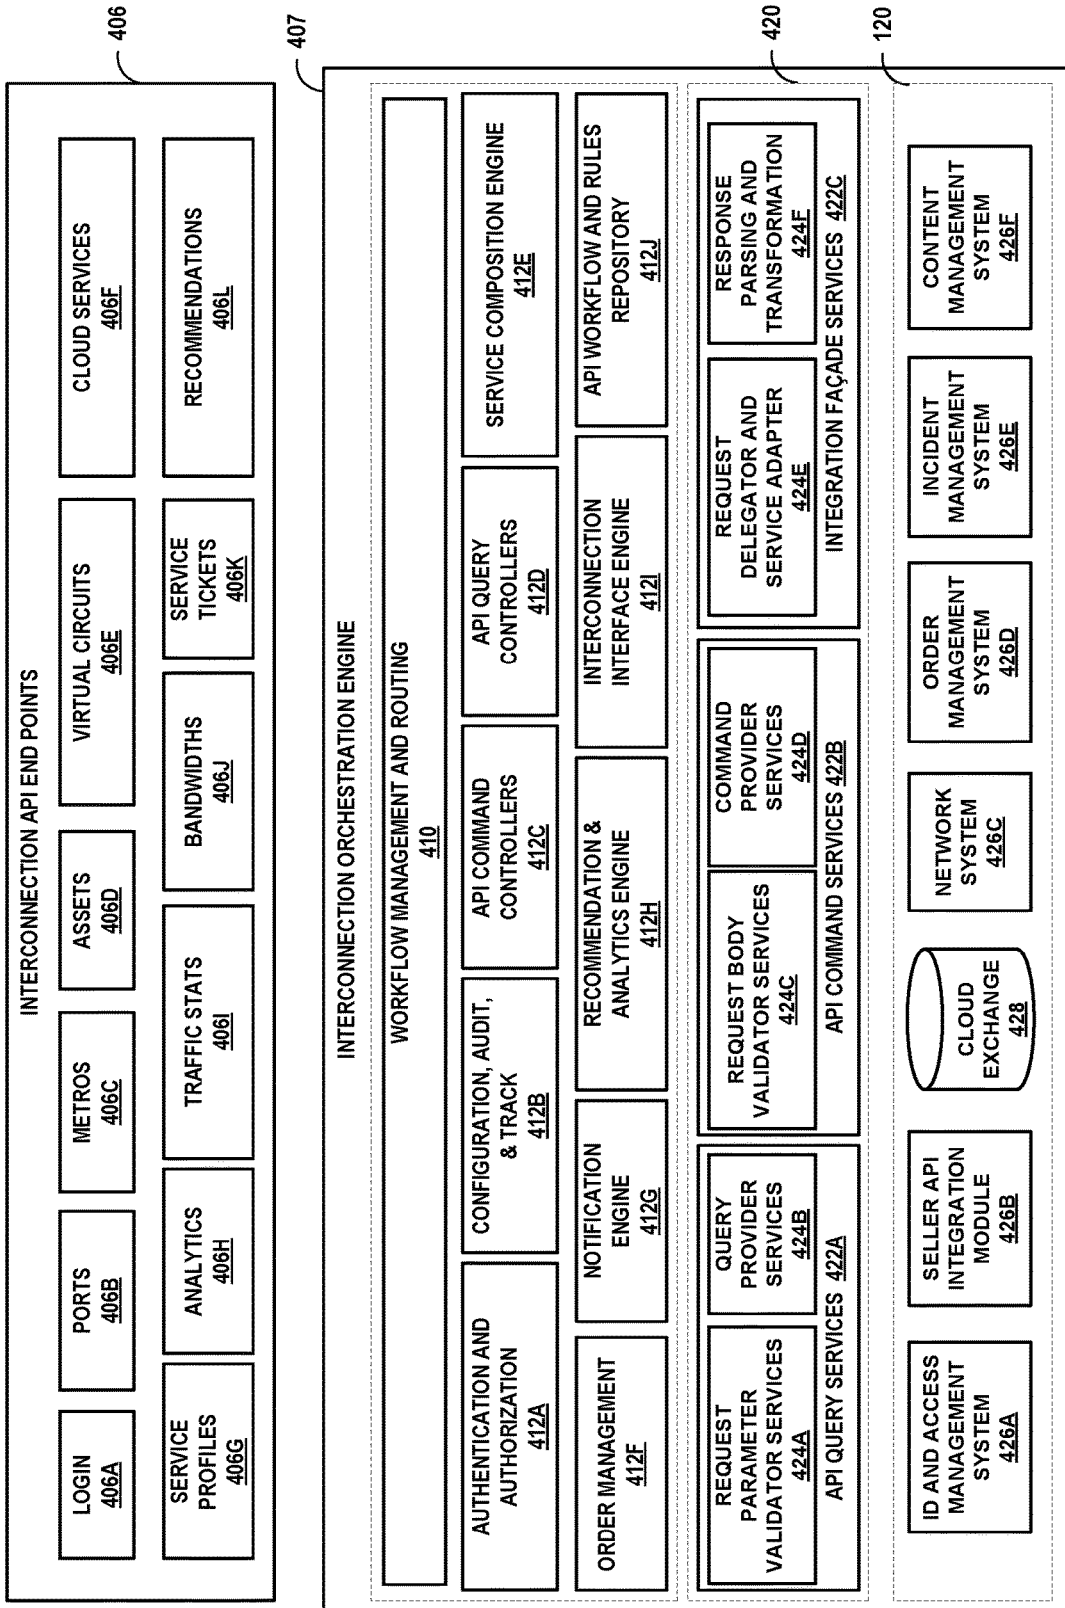 INTERCONNECTION API END POINTS
406
LOGIN
406A
PORTS
406B
METROS
406C
ASSETS
406D
VIRTUAL CIRCUITS
406E
CLOUD SERVICES
406F
SERVICE
PROFILES
406G
ANALYTICS
406H
TRAFFIC STATS
406I
BANDWIDTHS
406J
SERVICE
TICKETS
406K
RECOMMENDATIONS
406L
407
INTERCONNECTION ORCHESTRATION ENGINE
WORKFLOW MANAGEMENT AND ROUTING
410
AUTHENTICATION AND
AUTHORIZATION
412A
CONFIGURATION, AUDIT,
& TRACK
412B
API COMMAND
CONTROLLERS
412C
API QUERY
CONTROLLERS
412D
SERVICE COMPOSITION ENGINE
412E
ORDER MANAGEMENT
412F
NOTIFICATION
ENGINE
412G
RECOMMENDATION &
ANALYTICS ENGINE
412H
INTERCONNECTION
INTERFACE ENGINE
412I
API WORKFLOW AND RULES
REPOSITORY
412J
420
REQUEST
PARAMETER
VALIDATOR SERVICES
424A
QUERY
PROVIDER
SERVICES
424B
API QUERY SERVICES 422A
REQUEST BODY
VALIDATOR SERVICES
424C
COMMAND
PROVIDER
SERVICES
424D
API COMMAND SERVICES 422B
REQUEST
DELEGATOR AND
SERVICE ADAPTER
424E
RESPONSE
PARSING AND
TRANSFORMATION
424F
INTEGRATION FAÇADE SERVICES 422C
120
ID AND ACCESS
MANAGEMENT
SYSTEM
426A
SELLER API
INTEGRATION
MODULE
426B
CLOUD
EXCHANGE
428
NETWORK
SYSTEM
426C
ORDER
MANAGEMENT
SYSTEM
426D
INCIDENT
MANAGEMENT
SYSTEM
426E
CONTENT
MANAGEMENT
SYSTEM
426F